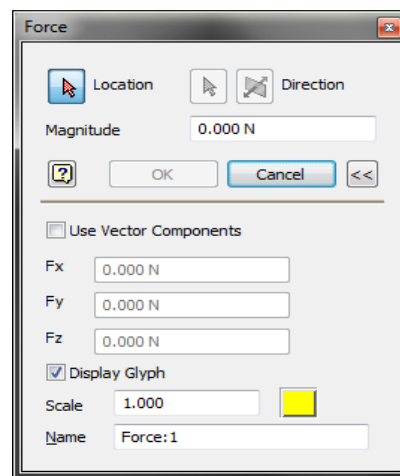 Force
Location Direction
Magnitude 0.000 N
OK Cancel <<
Use Vector Components
Fx 0.000 N
Fy 0.000 N
Fz 0.000 N
Display Glyph
Scale 1.000
Name Force:1